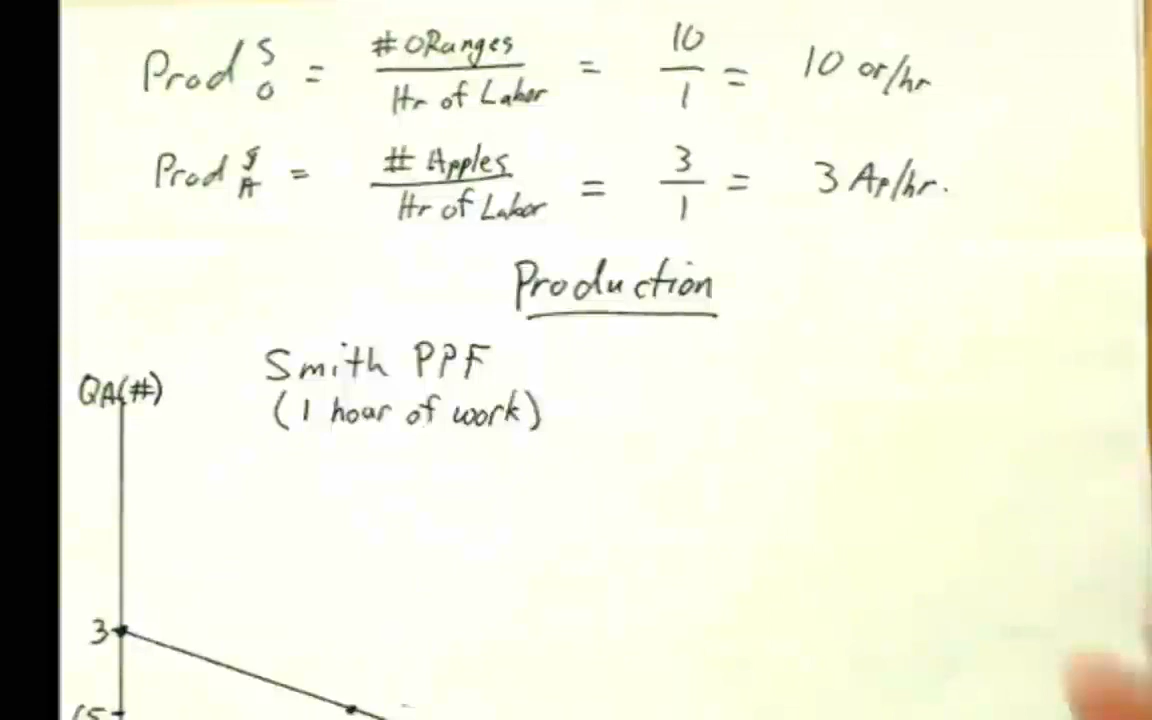 Prod S O = # ORanges / Hr of Labor = 10 / 1 = 10 or/hr
Prod S A = # Apples / Hr of Labor = 3 / 1 = 3 Ap/hr.
Production
Smith PPF
QA(#)
(1 hour of work)
3